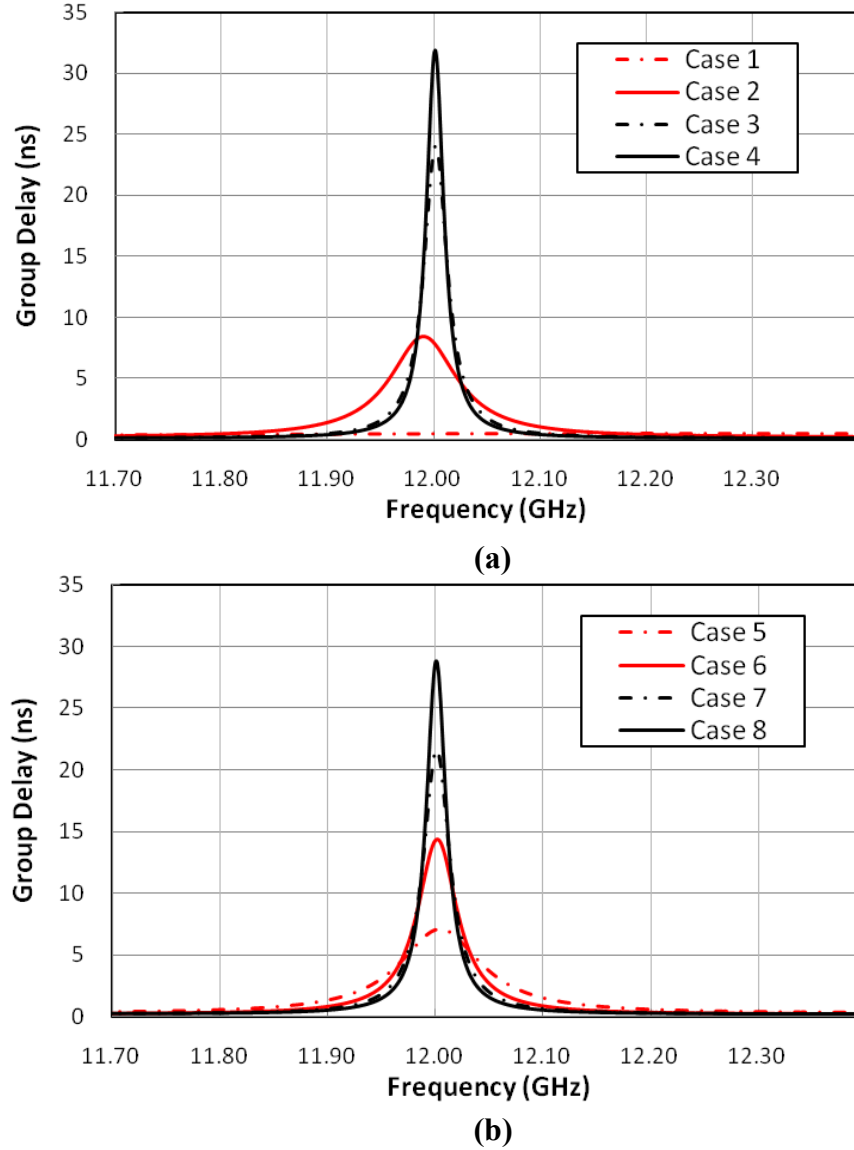 35
30
25
20
15
10
5
0
Group Delay (ns)
Case 1
Case 2
Case 3
Case 4
11.70 11.80 11.90 12.00 12.10 12.20 12.30
Frequency (GHz)
(a)
35
30
25
20
15
10
5
0
Group Delay (ns)
Case 5
Case 6
Case 7
Case 8
11.70 11.80 11.90 12.00 12.10 12.20 12.30
Frequency (GHz)
(b)